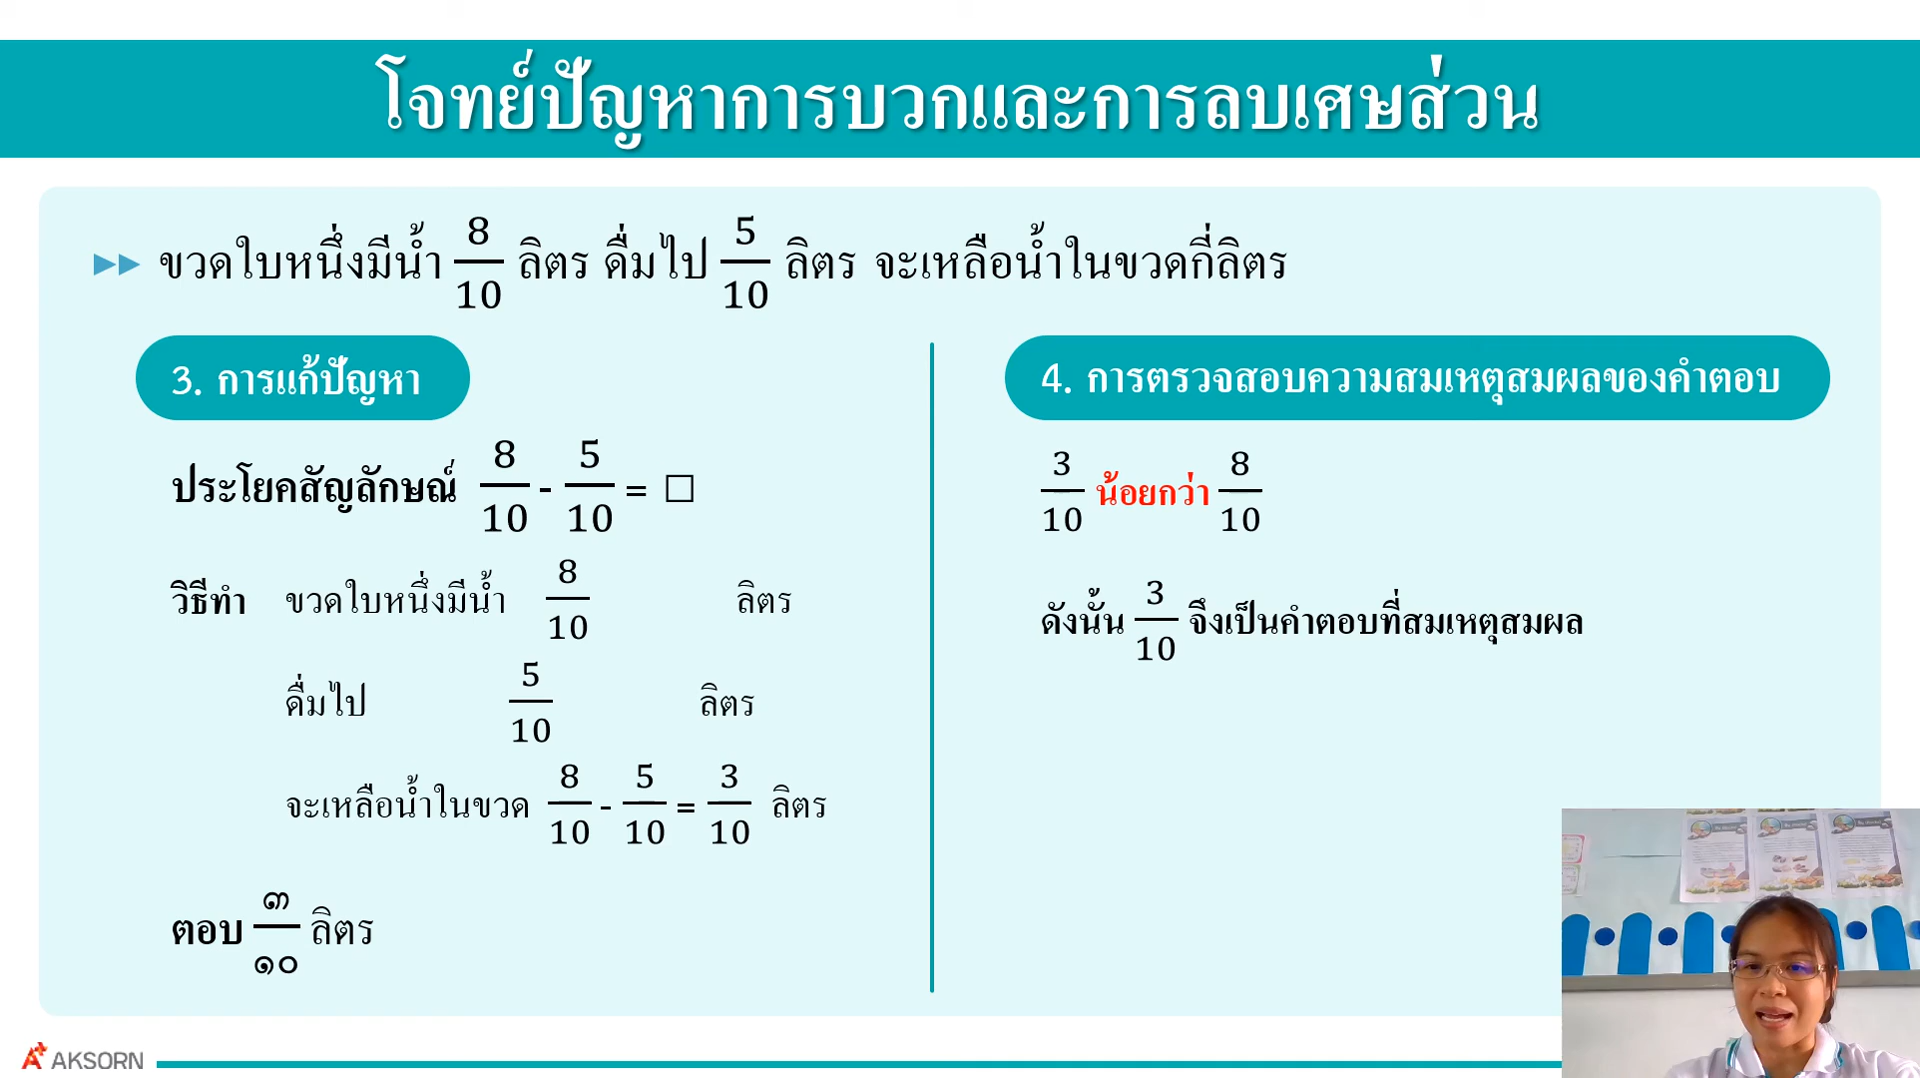 โจทย์ปัญหาการบวกและการลบเศษส่วน
ขวดใบหนึ่งมีน้ำ 8/10 ลิตร ดื่มไป 5/10 ลิตร จะเหลือน้ำในขวดกี่ลิตร
3. การแก้ปัญหา
ประโยคสัญลักษณ์ 8/10 - 5/10 = □
วิธีทำ ขวดใบหนึ่งมีน้ำ 8/10 ลิตร
ดื่มไป 5/10 ลิตร
จะเหลือน้ำในขวด 8/10 - 5/10 = 3/10 ลิตร
ตอบ ๓/๑๐ ลิตร
4. การตรวจสอบความสมเหตุสมผลของคำตอบ
3/10 น้อยกว่า 8/10
ดังนั้น 3/10 จึงเป็นคำตอบที่สมเหตุสมผล
AKSORN